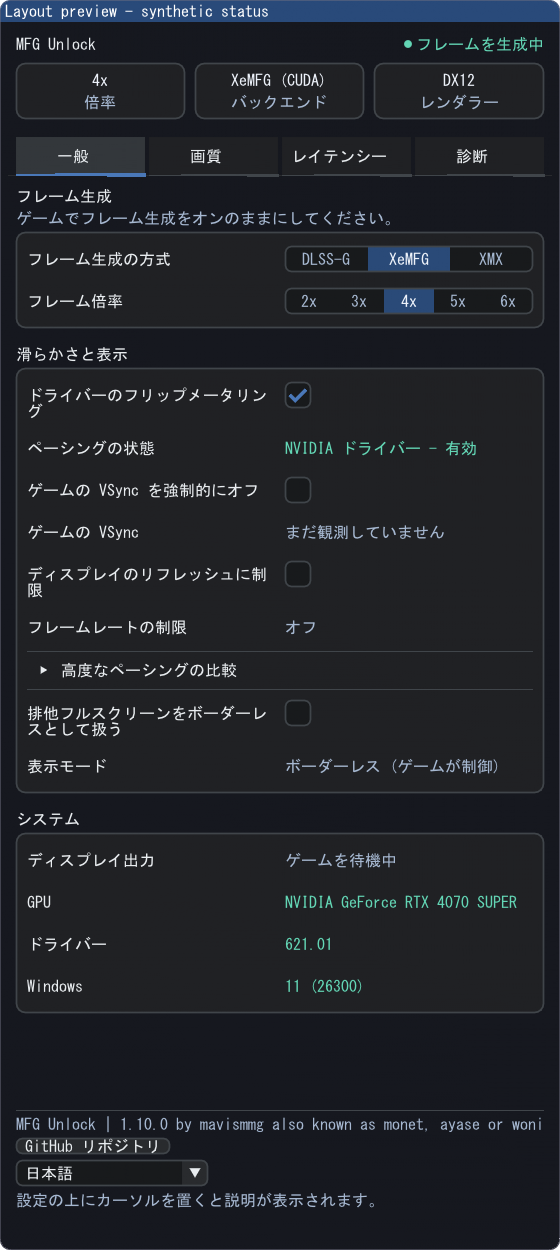 Layout preview - synthetic status
MFG Unlock
フレームを生成中
4x
倍率
XeMFG (CUDA)
バックエンド
DX12
レンダラー
一般
画質
レイテンシー
診断
フレーム生成
ゲームでフレーム生成をオンのままにしてください。
フレーム生成の方式
DLSS-G
XeMFG
XMX
フレーム倍率
2x
3x
4x
5x
6x
滑らかさと表示
ドライバーのフリップメータリン
グ
ペーシングの状態
NVIDIA ドライバー - 有効
ゲームの VSync を強制的にオフ
ゲームの VSync
まだ観測していません
ディスプレイのリフレッシュに制
限
フレームレートの制限
オフ
高度なペーシングの比較
排他フルスクリーンをボーダーレ
スとして扱う
表示モード
ボーダーレス (ゲームが制御)
システム
ディスプレイ出力
ゲームを待機中
GPU
NVIDIA GeForce RTX 4070 SUPER
ドライバー
621.01
Windows
11 (26300)
MFG Unlock | 1.10.0 by mavismmg also known as monet, ayase or woni
GitHub リポジトリ
日本語
設定の上にカーソルを置くと説明が表示されます。